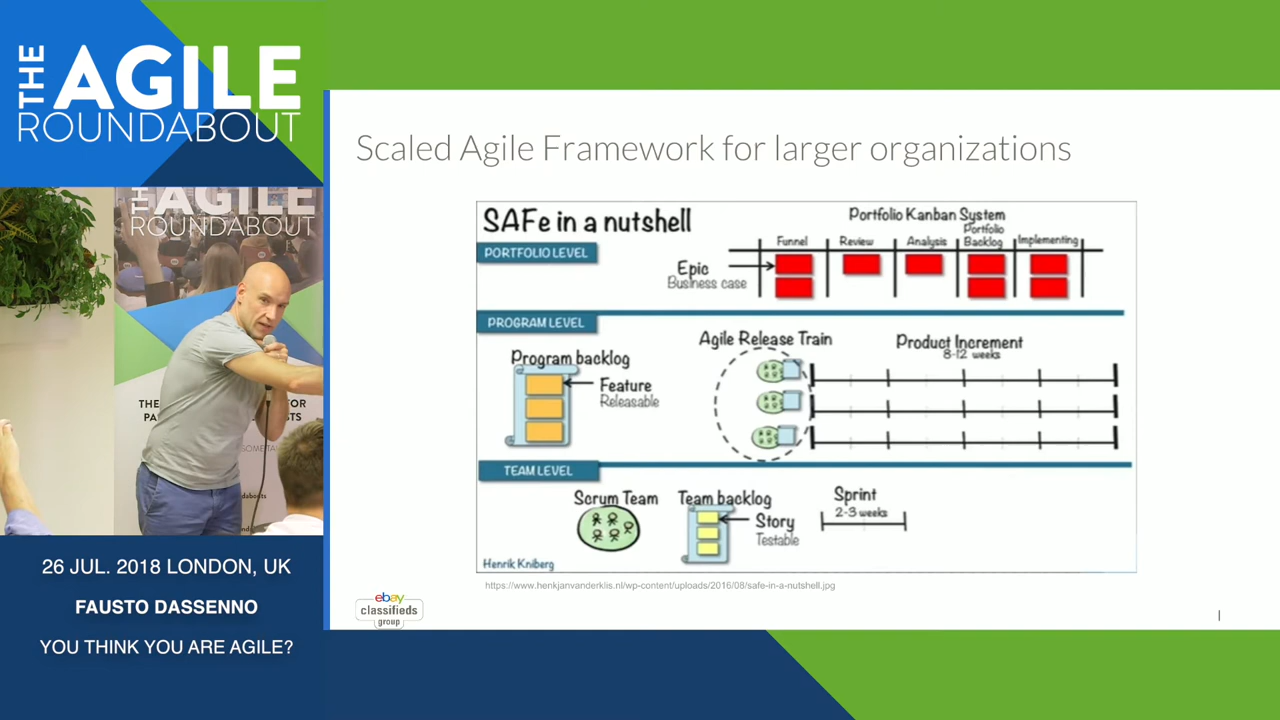 THE AGILE
ROUNDABOUT
THE AGILE
ROUNDABOUT
26 JUL. 2018 LONDON, UK
FAUSTO DASSENNO
YOU THINK YOU ARE AGILE?
Scaled Agile Framework for larger organizations
SAFe in a nutshell
Portfolio Kanban System
PORTFOLIO LEVEL
Funnel
Review
Analysis
Portfolio
Backlog
Implementing
Epic
Business case
PROGRAM LEVEL
Program backlog
Feature
Releasable
Agile Release Train
Product Increment
8-12 weeks
TEAM LEVEL
Scrum Team
Team backlog
Story
Testable
Sprint
2-3 weeks
Henrik Kniberg
https://www.henkjanvanderklis.nl/wp-content/uploads/2016/08/safe-in-a-nutshell.jpg
ebay
classifieds
group